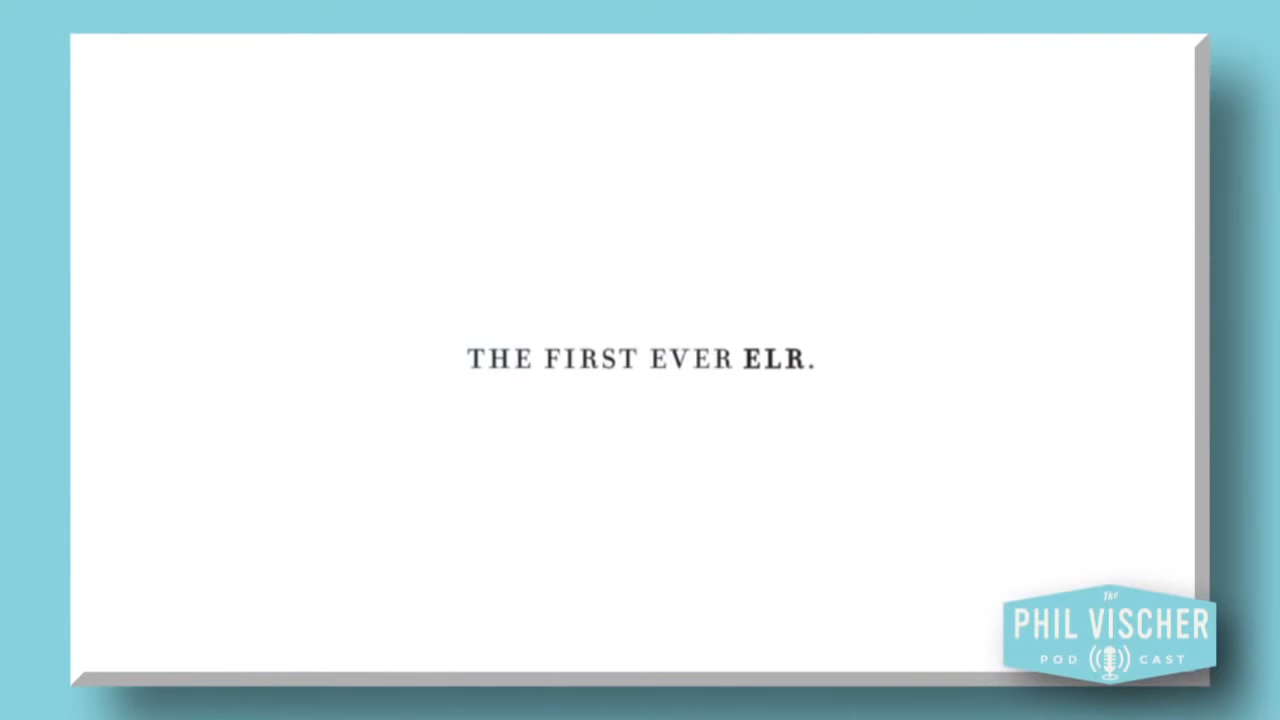 THE FIRST EVER ELR.
The
PHIL VISCHER
POD CAST